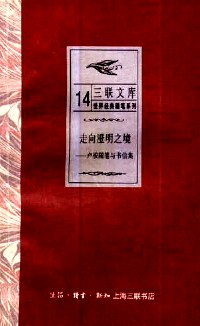 14
三联文库
世界经典随笔系列
走向澄明之境
——卢梭随笔与书信集
生活·读书·新知 上海三联书店